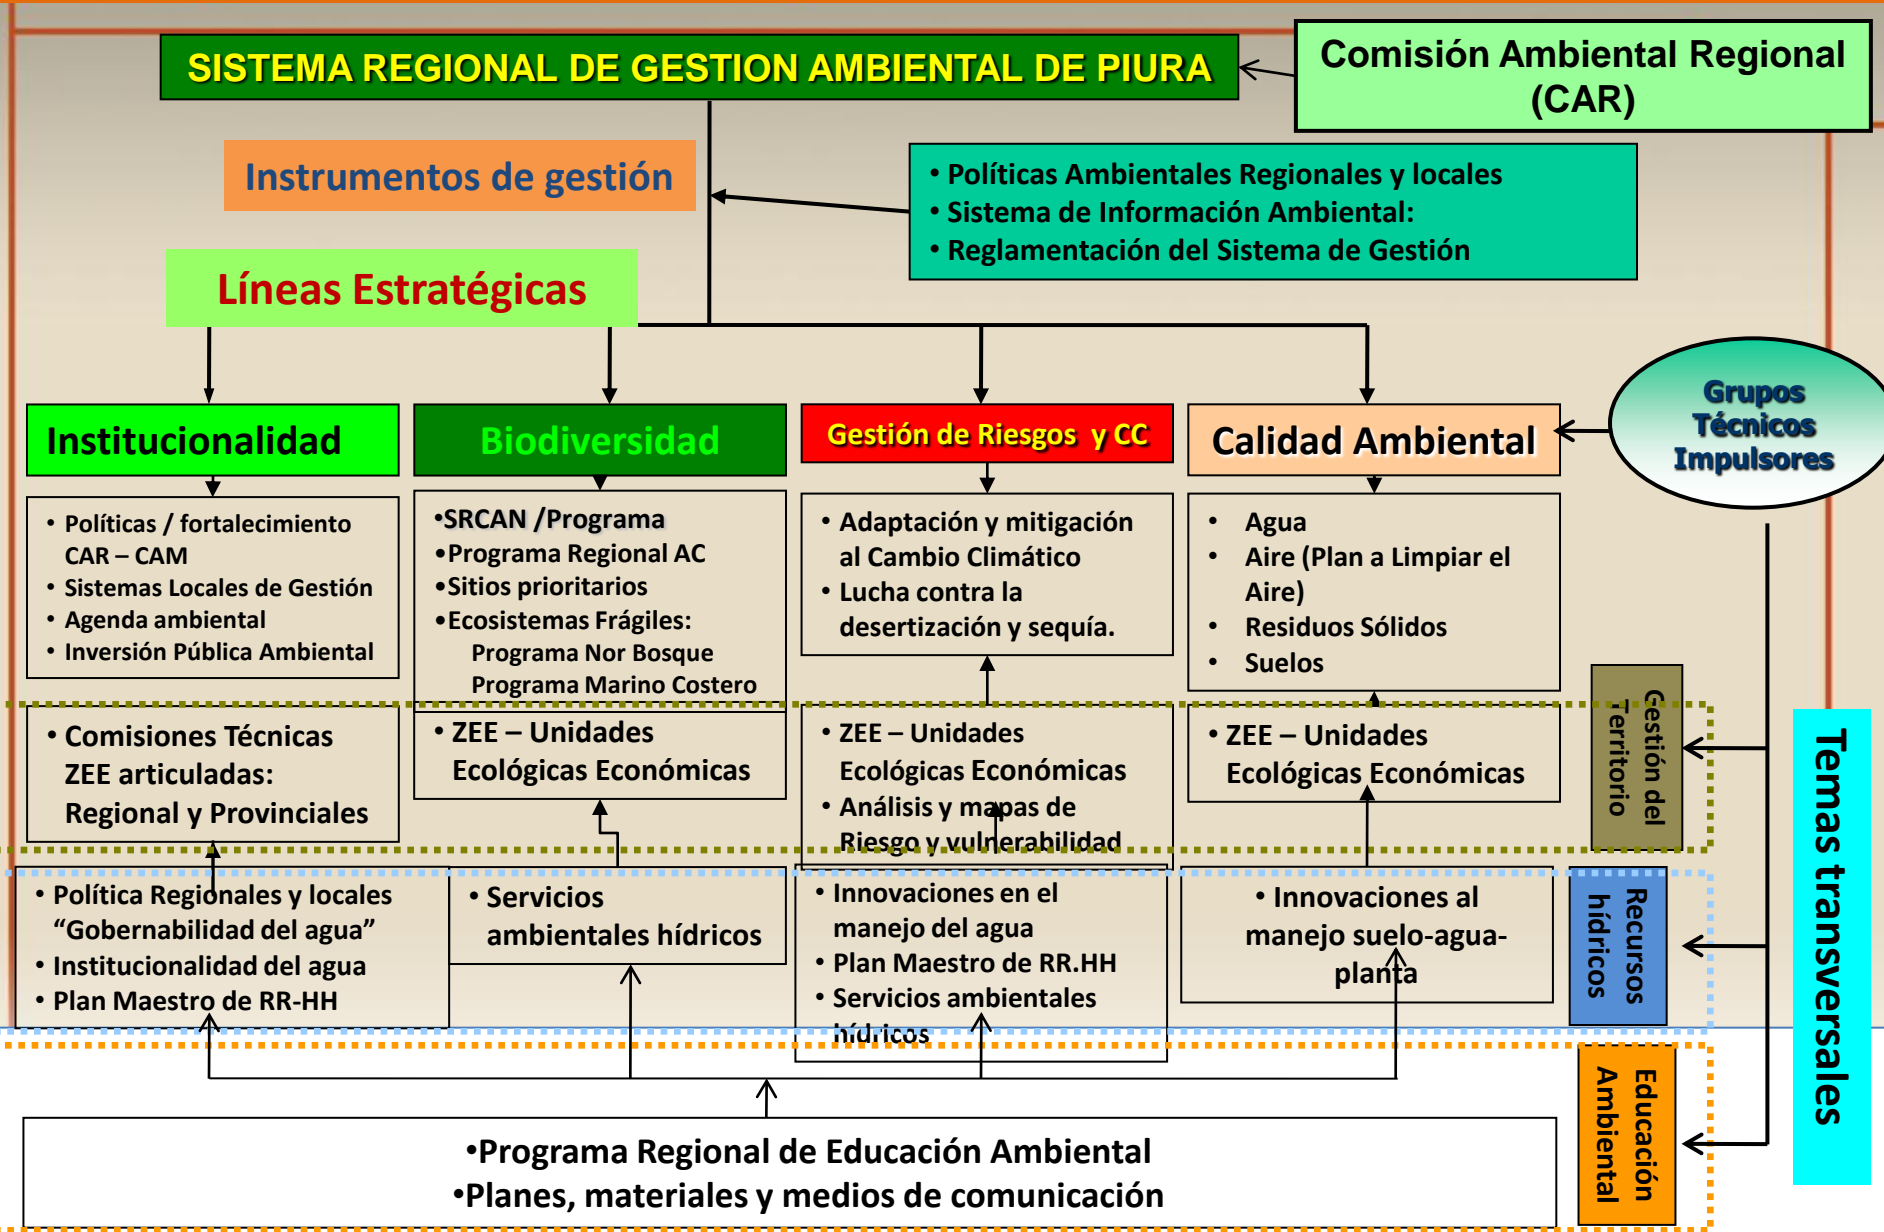 SISTEMA REGIONAL DE GESTION AMBIENTAL DE PIURA
Comisión Ambiental Regional
(CAR)
Instrumentos de gestión
• Políticas Ambientales Regionales y locales
• Sistema de Información Ambiental:
• Reglamentación del Sistema de Gestión
Líneas Estratégicas
Grupos
Técnicos
Impulsores
Institucionalidad
Biodiversidad
Gestión de Riesgos y CC
Calidad Ambiental
• Políticas / fortalecimiento
CAR – CAM
• Sistemas Locales de Gestión
• Agenda ambiental
• Inversión Pública Ambiental
•SRCAN /Programa
•Programa Regional AC
•Sitios prioritarios
•Ecosistemas Frágiles:
Programa Nor Bosque
Programa Marino Costero
• Adaptación y mitigación
al Cambio Climático
• Lucha contra la
desertización y sequía.
• Agua
• Aire (Plan a Limpiar el
Aire)
• Residuos Sólidos
• Suelos
• Comisiones Técnicas
ZEE articuladas:
Regional y Provinciales
• ZEE – Unidades
Ecológicas Económicas
• ZEE – Unidades
Ecológicas Económicas
• Análisis y mapas de
Riesgo y vulnerabilidad
• ZEE – Unidades
Ecológicas Económicas
Gestión del
Territorio
• Política Regionales y locales
“Gobernabilidad del agua”
• Institucionalidad del agua
• Plan Maestro de RR-HH
• Servicios
ambientales hídricos
• Innovaciones en el
manejo del agua
• Plan Maestro de RR.HH
• Servicios ambientales
hídricos
• Innovaciones al
manejo suelo-agua-
planta
Recursos
hídricos
Temas transversales
•Programa Regional de Educación Ambiental
•Planes, materiales y medios de comunicación
Educación
Ambiental